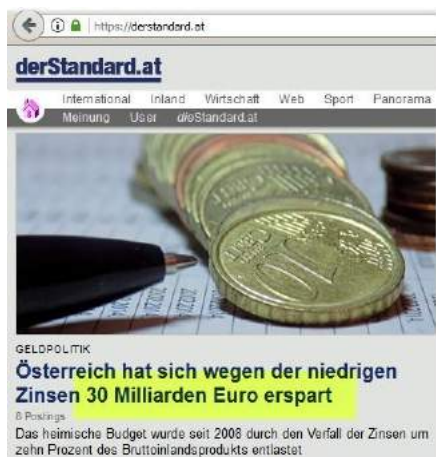 https://derstandard.at
derStandard.at
International Inland Wirtschaft Web Sport Panorama
Meinung User dieStandard.at
10
GELDPOLITIK
Österreich hat sich wegen der niedrigen
Zinsen 30 Milliarden Euro erspart
8 Postings
Das heimische Budget wurde seit 2008 durch den Verfall der Zinsen um
zehn Prozent des Bruttoinlandsprodukts entlastet